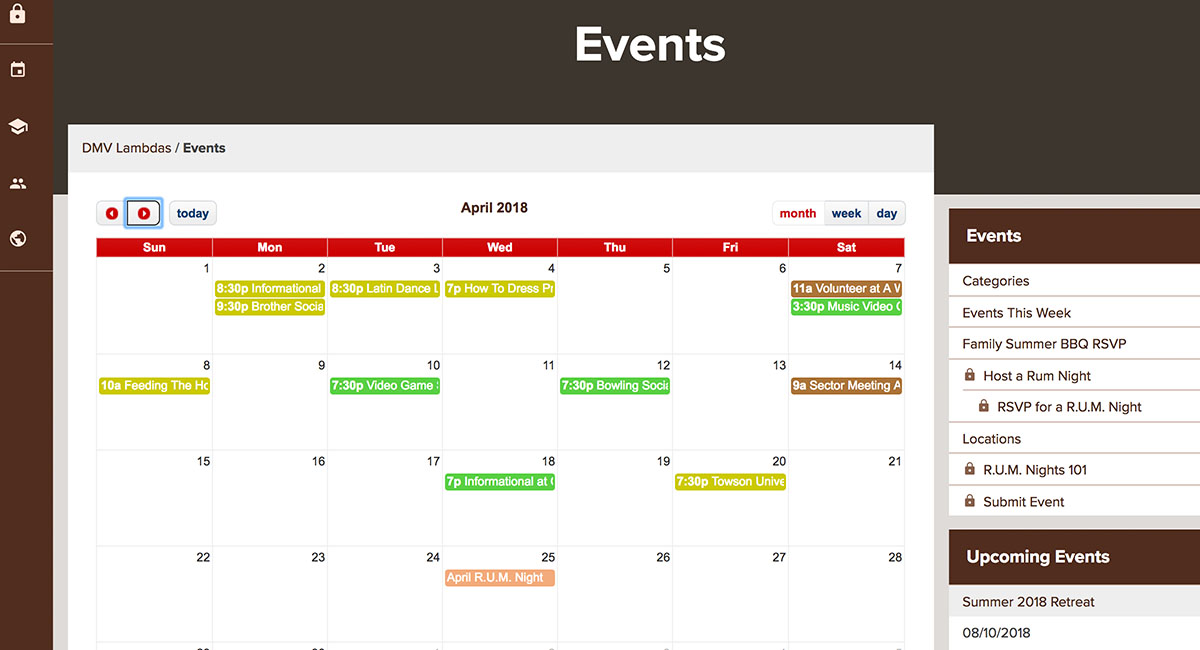 Events
DMV Lambdas / Events
today
April 2018
month week day
Sun Mon Tue Wed Thu Fri Sat
1 2 3 4 5 6 7
8:30p Informational
9:30p Brother Socia
8:30p Latin Dance L
7p How To Dress Pr
11a Volunteer at A W
3:30p Music Video
8 9 10 11 12 13 14
10a Feeding The Ho
7:30p Video Game
7:30p Bowling Socia
9a Sector Meeting A
15 16 17 18 19 20 21
7p Informational at
7:30p Towson Unive
22 23 24 25 26 27 28
April R.U.M. Night
Events
Categories
Events This Week
Family Summer BBQ RSVP
Host a Rum Night
RSVP for a R.U.M. Night
Locations
R.U.M. Nights 101
Submit Event
Upcoming Events
Summer 2018 Retreat
08/10/2018